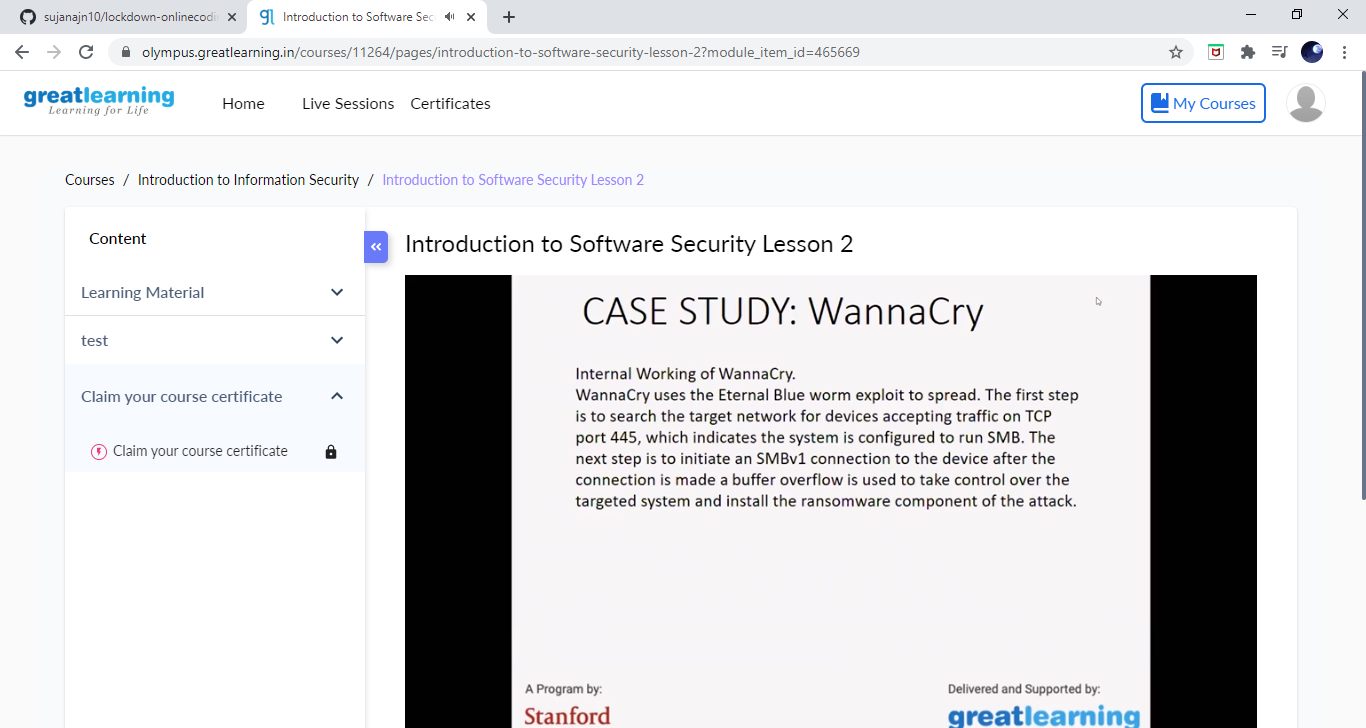 sujanajn10/lockdown-onlinecodi
Introduction to Software Sec
olympus.greatlearning.in/courses/11264/pages/introduction-to-software-security-lesson-2?module_item_id=465669
greatlearning
Learning for Life
Home
Live Sessions
Certificates
My Courses
Courses / Introduction to Information Security / Introduction to Software Security Lesson 2
Content
Learning Material
test
Claim your course certificate
Claim your course certificate
Introduction to Software Security Lesson 2
CASE STUDY: WannaCry
Internal Working of WannaCry.
WannaCry uses the Eternal Blue worm exploit to spread. The first step
is to search the target network for devices accepting traffic on TCP
port 445, which indicates the system is configured to run SMB. The
next step is to initiate an SMBv1 connection to the device after the
connection is made a buffer overflow is used to take control over the
targeted system and install the ransomware component of the attack.
A Program by:
Stanford
Delivered and Supported by:
greatlearning